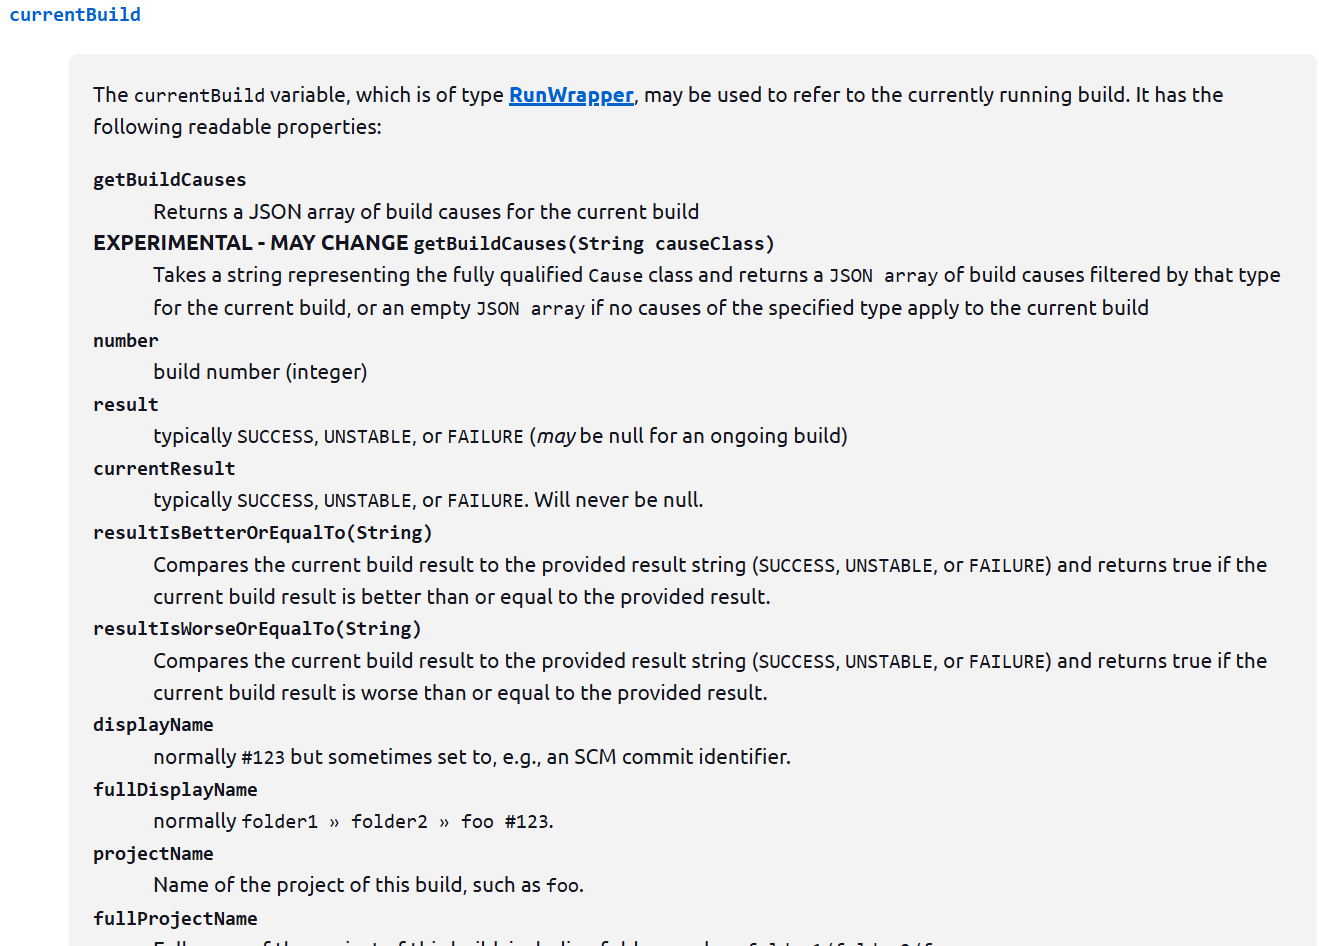 currentBuild
The currentBuild variable, which is of type RunWrapper, may be used to refer to the currently running build. It has the
following readable properties:
getBuildCauses
Returns a JSON array of build causes for the current build
EXPERIMENTAL - MAY CHANGE getBuildCauses(String causeClass)
Takes a string representing the fully qualified Cause class and returns a JSON array of build causes filtered by that type
for the current build, or an empty JSON array if no causes of the specified type apply to the current build
number
build number (integer)
result
typically SUCCESS, UNSTABLE, or FAILURE (may be null for an ongoing build)
currentResult
typically SUCCESS, UNSTABLE, or FAILURE. Will never be null.
resultIsBetterOrEqualTo(String)
Compares the current build result to the provided result string (SUCCESS, UNSTABLE, or FAILURE) and returns true if the
current build result is better than or equal to the provided result.
resultIsWorseOrEqualTo(String)
Compares the current build result to the provided result string (SUCCESS, UNSTABLE, or FAILURE) and returns true if the
current build result is worse than or equal to the provided result.
displayName
normally #123 but sometimes set to, e.g., an SCM commit identifier.
fullDisplayName
normally folder1 » folder2 » foo #123.
projectName
Name of the project of this build, such as foo.
fullProjectName